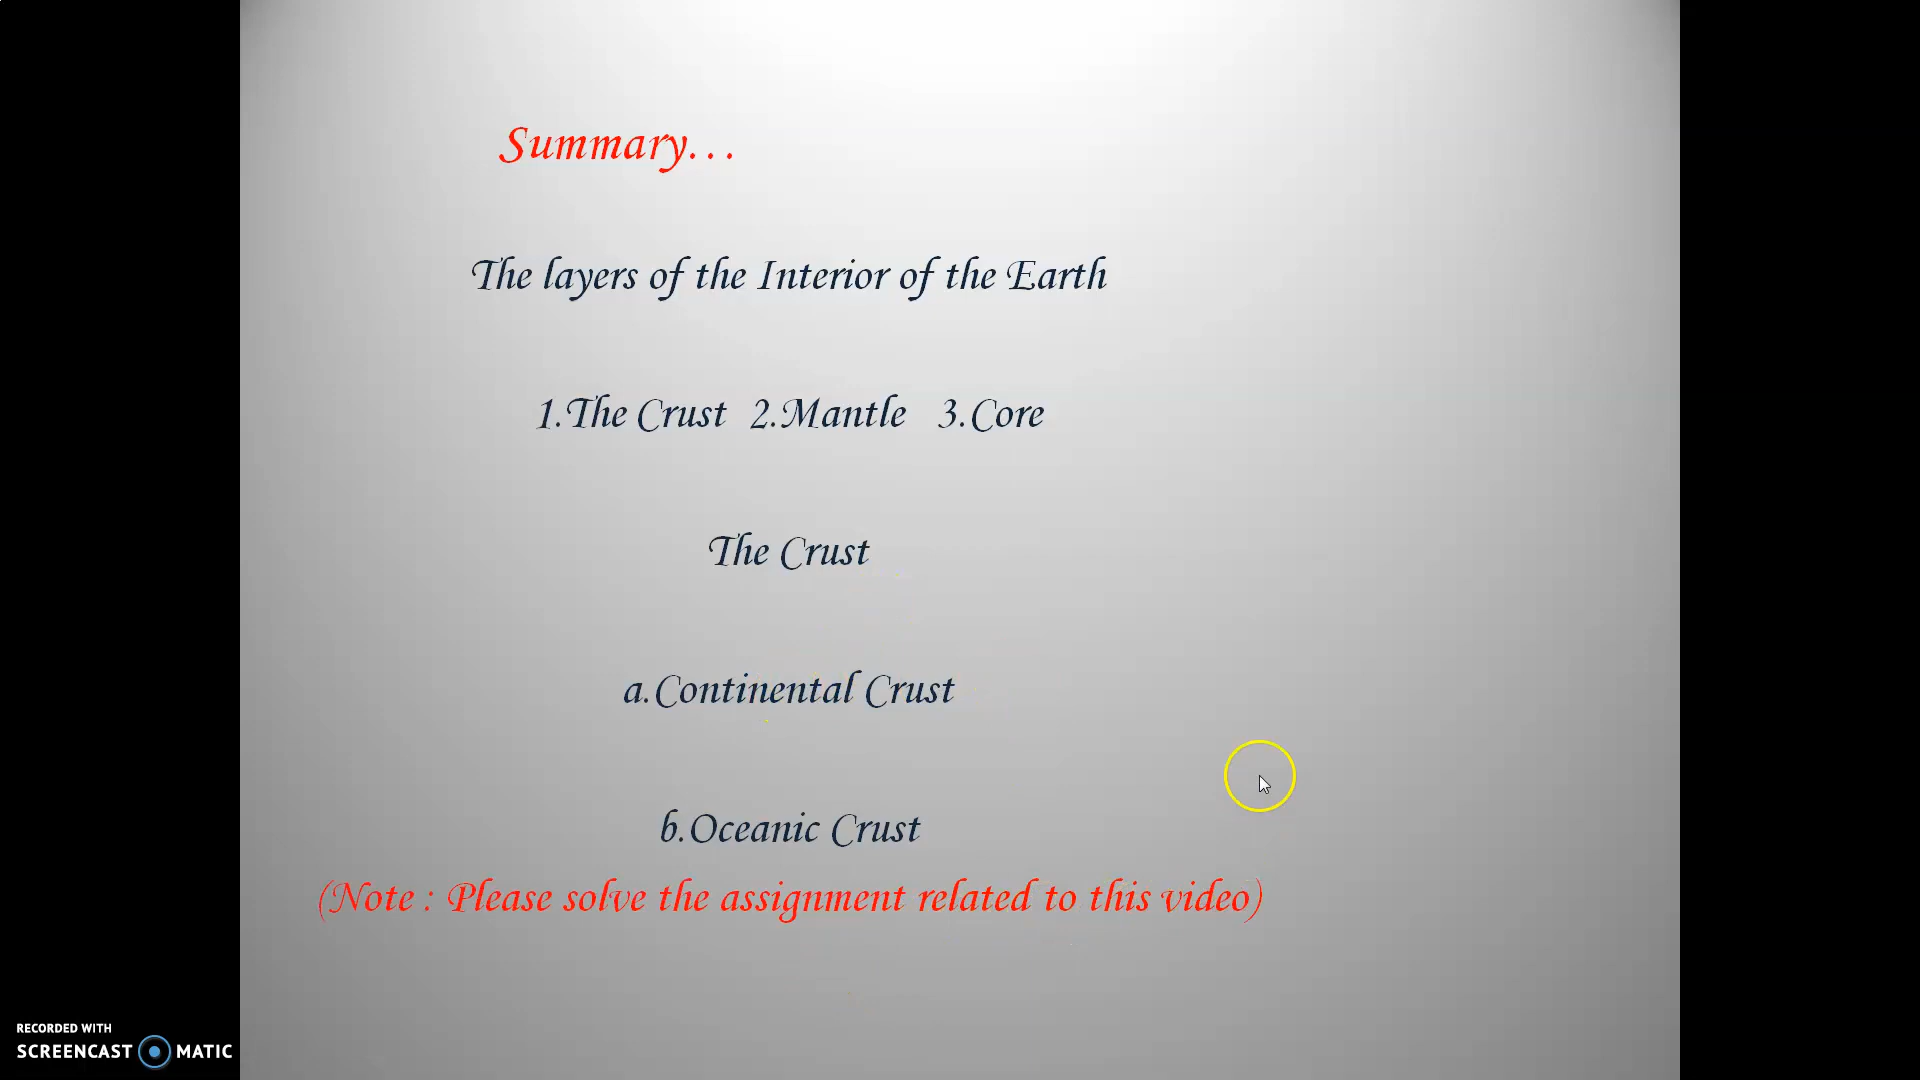 Summary...
The layers of the Interior of the Earth
1.The Crust 2.Mantle 3.Core
The Crust
a.Continental Crust
b.Oceanic Crust
(Note : Please solve the assignment related to this video)
RECORDED WITH
SCREENCAST MATIC